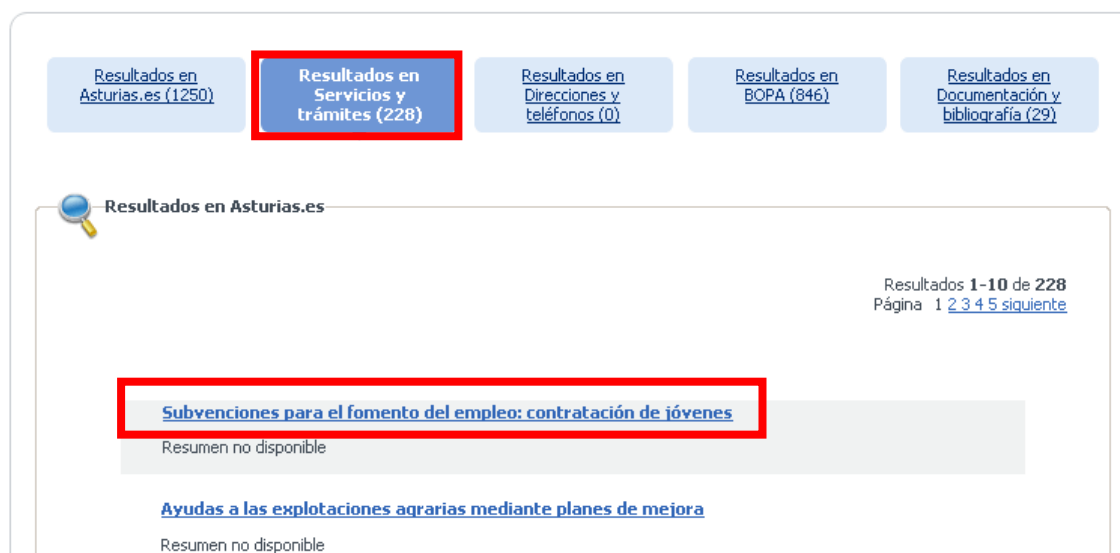 Resultados en
Asturias.es (1250)
Resultados en
Servicios y
trámites (228)
Resultados en
Direcciones y
teléfonos (0)
Resultados en
BOPA (846)
Resultados en
Documentación y
bibliografía (29)
Resultados en Asturias.es
Resultados 1-10 de 228
Página 1 2 3 4 5 siguiente
Subvenciones para el fomento del empleo: contratación de jóvenes
Resumen no disponible
Ayudas a las explotaciones agrarias mediante planes de mejora
Resumen no disponible